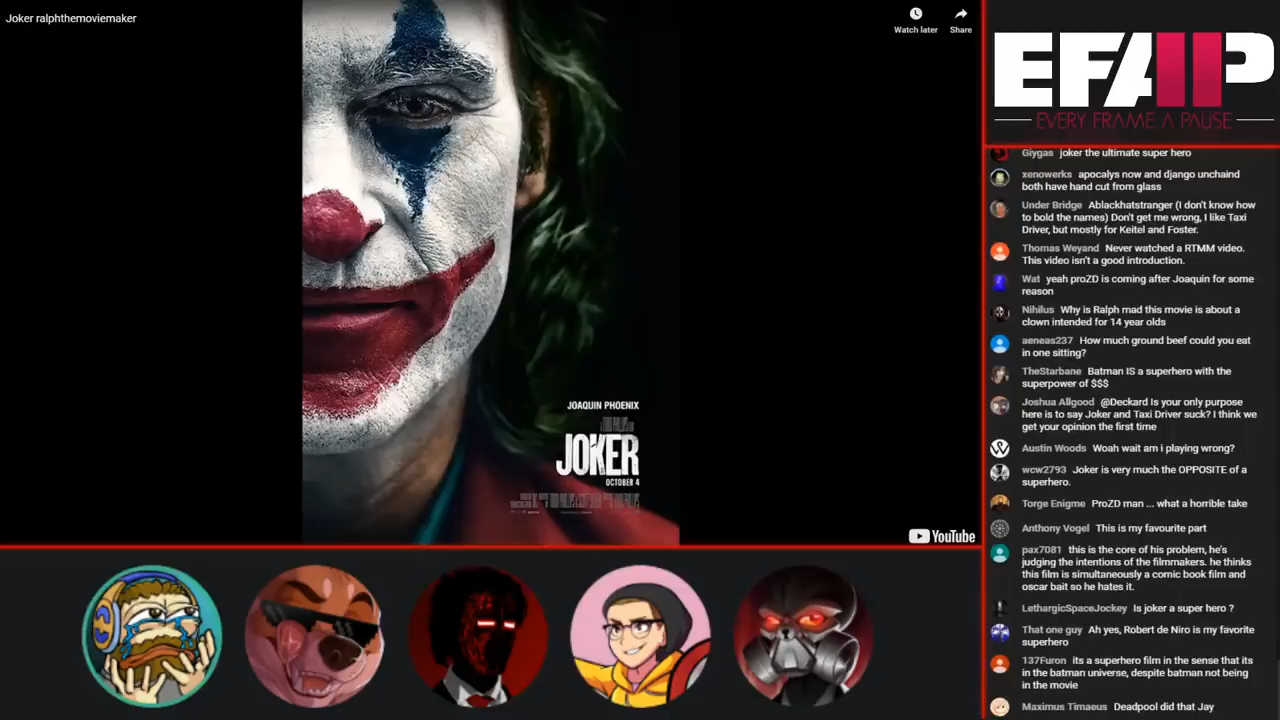 Joker ralphthemoviemaker
Watch later
Share
JOAQUIN PHOENIX
JOKER
OCTOBER 4
YouTube
EFAP
EVERY FRAME A PAUSE
Giygas joker the ultimate super hero
xenowerks apocalys now and django unchaind
both have hand cut from glass
Under Bridge Ablackhatstranger (I don't know how
to bold the names) Don't get me wrong, I like Taxi
Driver, but mostly for Keitel and Foster.
Thomas Weyand Never watched a RTMM video.
This video isn't a good introduction.
Wat yeah proZD is coming after Joaquin for some
reason
Nihilus Why is Ralph mad this movie is about a
clown intended for 14 year olds
aeneas237 How much ground beef could you eat
in one sitting?
TheStarbane Batman IS a superhero with the
superpower of $$$
Joshua Allgood @Deckard Is your only purpose
here is to say Joker and Taxi Driver suck? I think we
get your opinion the first time
Austin Woods Woah wait am i playing wrong?
wcw2793 Joker is very much the OPPOSITE of a
superhero.
Torge Enigme ProZD man ... what a horrible take
Anthony Vogel This is my favourite part
pax7081 this is the core of his problem, he's
judging the intentions of the filmmakers. he thinks
this film is simultaneously a comic book film and
oscar bait so he hates it.
LethargicSpaceJockey Is joker a super hero ?
That one guy Ah yes, Robert de Niro is my favorite
superhero
137Furon its a superhero film in the sense that its
in the batman universe, despite batman not being
in the movie
Maximus Timaeus Deadpool did that Jay